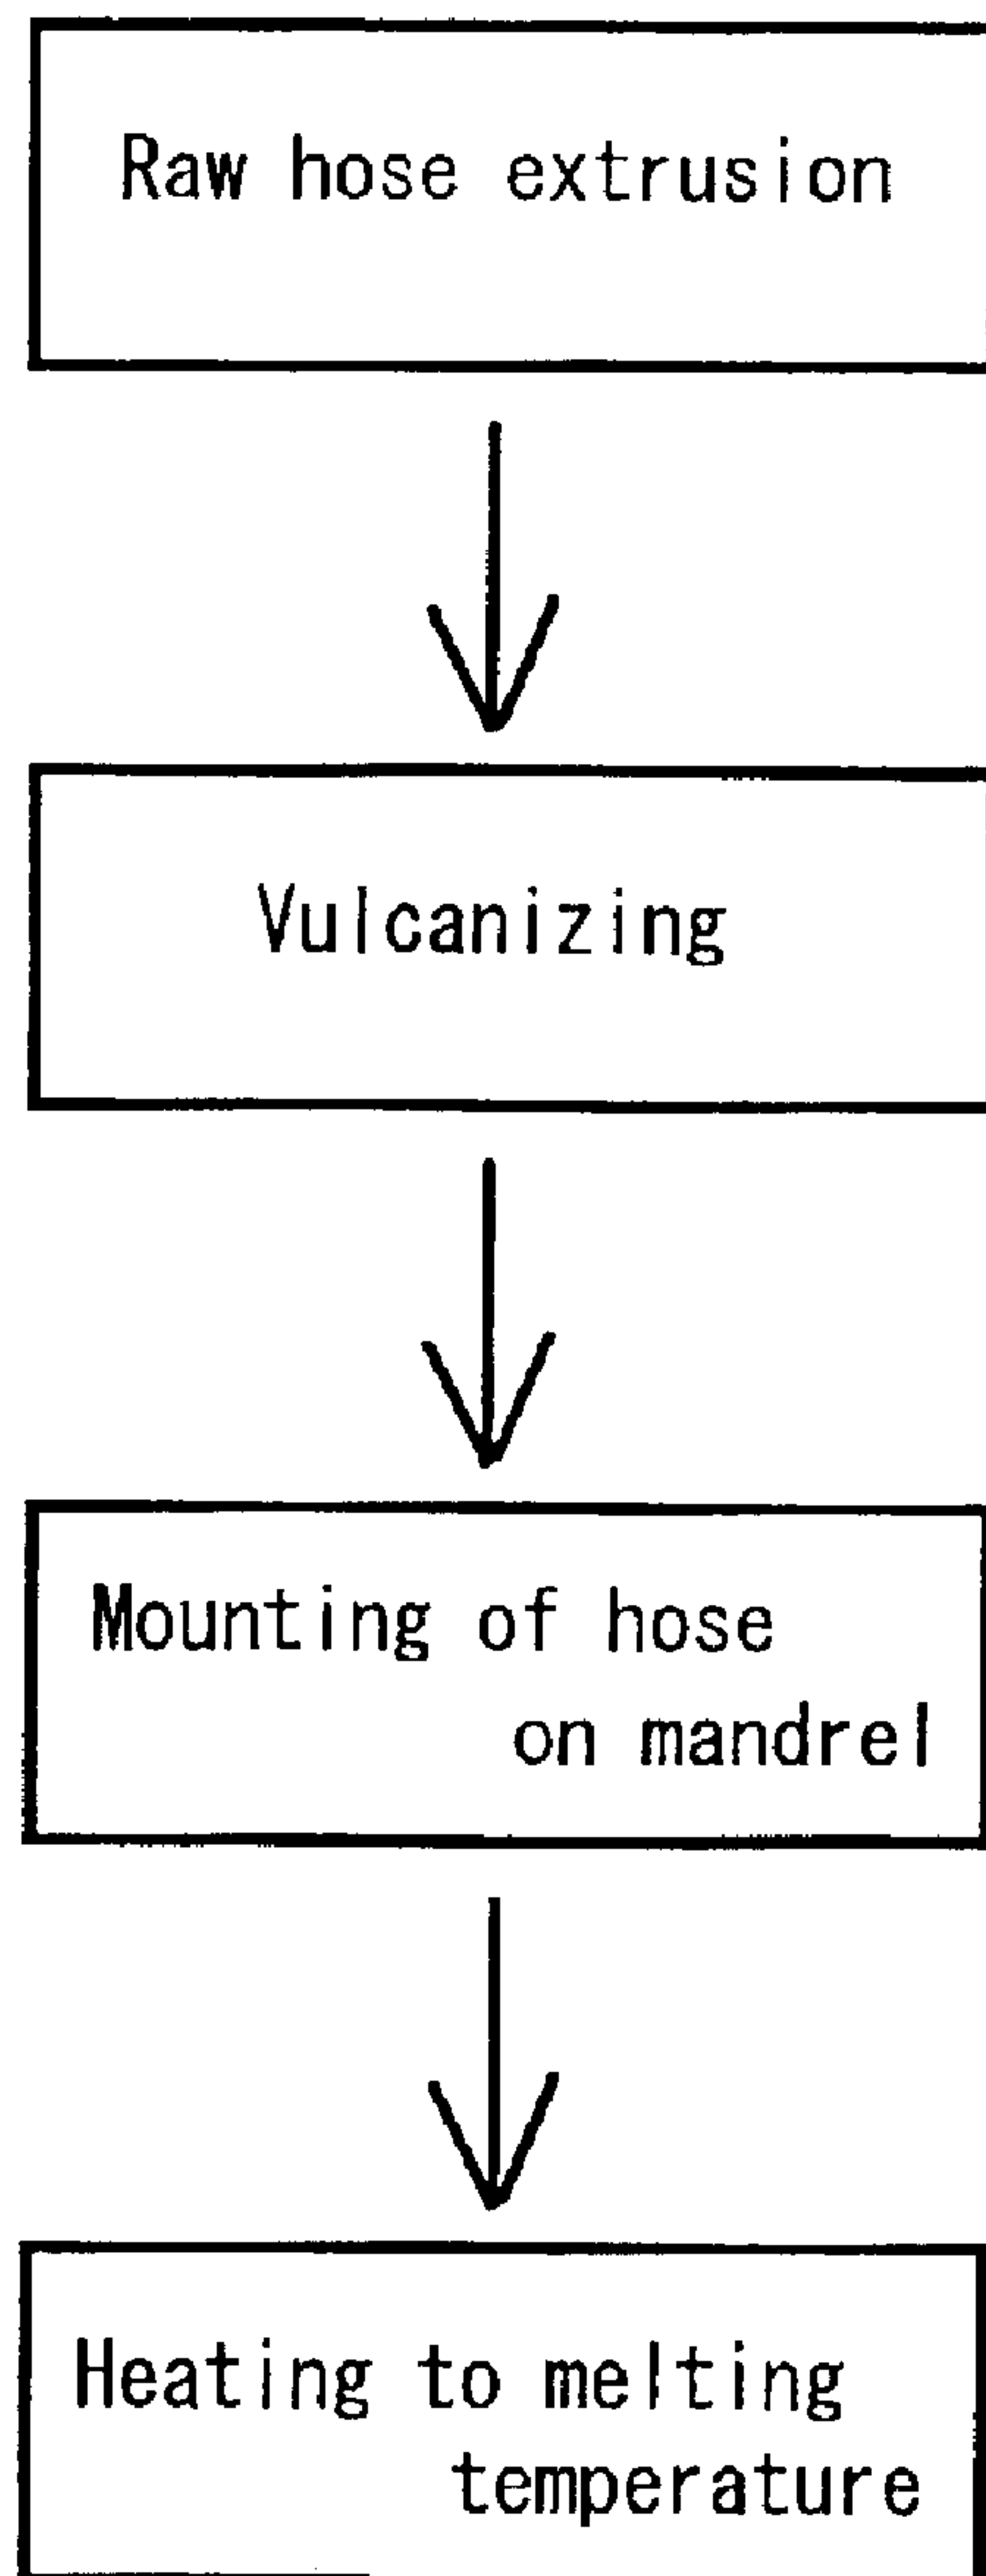 Raw hose extrusion
Vulcanizing
Mounting of hose
on mandrel
Heating to melting
temperature